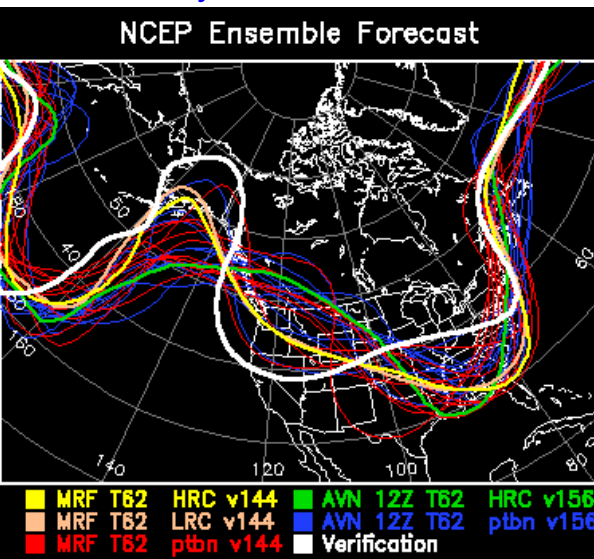 NCEP Ensemble Forecast
50
40
160
140
120
100
80
60
MRF T62 HRC v144
AVN 12Z T62 HRC v156
MRF T62 LRC v144
AVN 12Z T62 ptbn v156
MRF T62 ptbn v144
Verification